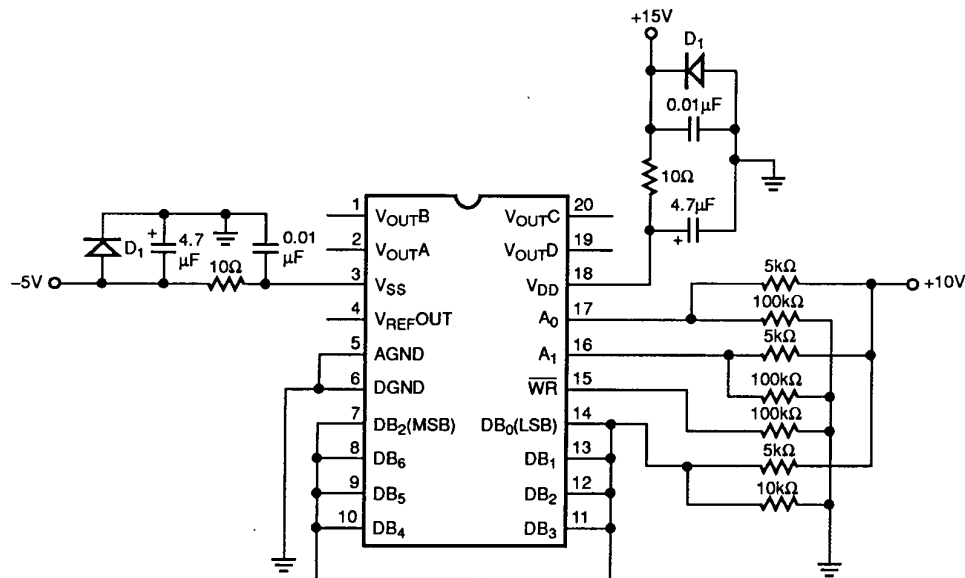 +15V
D1
0.01μF
10Ω
4.7μF
D1
4.7
μF
0.01
μF
10Ω
–5V
1
VOUTB
VOUTC
20
2
VOUTA
VOUTD
19
3
VSS
VDD
18
4
VREFOUT
A0
17
5
AGND
A1
16
6
DGND
WR
15
7
DB2(MSB)
DB0(LSB)
14
8
DB6
DB1
13
9
DB5
DB2
12
10
DB4
DB3
11
5kΩ
+10V
100kΩ
5kΩ
100kΩ
100kΩ
5kΩ
10kΩ